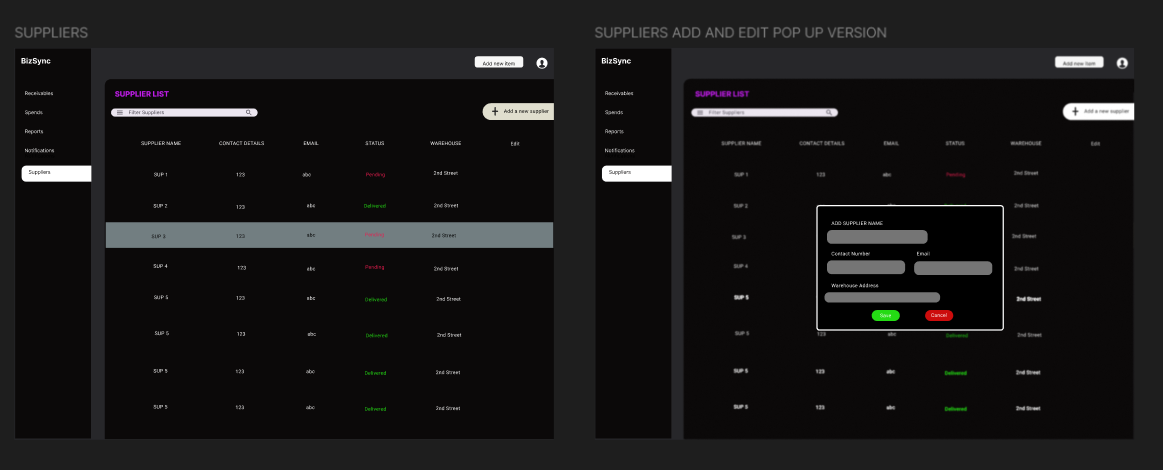 SUPPLIERS
BizSync
Add new item
Receivables
Spends
Reports
Notifications
Suppliers
SUPPLIER LIST
Filter Suppliers
Add a new supplier
SUPPLIER NAME CONTACT DETAILS EMAIL STATUS WAREHOUSE Edit
SUP 1 123 abc Pending 2nd Street
SUP 2 123 abc Delivered 2nd Street
SUP 3 123 abc Pending 2nd Street
SUP 4 123 abc Pending 2nd Street
SUP 5 123 abc Delivered 2nd Street
SUP 5 123 abc Delivered 2nd Street
SUP 5 123 abc Delivered 2nd Street
SUP 5 123 abc Delivered 2nd Street
SUPPLIERS ADD AND EDIT POP UP VERSION
BizSync
Add new item
Receivables
Spends
Reports
Notifications
Suppliers
SUPPLIER LIST
Filter Suppliers
Add a new supplier
SUPPLIER NAME CONTACT DETAILS EMAIL STATUS WAREHOUSE Edit
SUP 1 123 abc Pending 2nd Street
SUP 2 2nd Street
SUP 3 2nd Street
SUP 4 2nd Street
SUP 5 2nd Street
SUP 5 123 abc Delivered 2nd Street
SUP 5 123 abc Delivered 2nd Street
SUP 5 123 abc Delivered 2nd Street
ADD SUPPLIER NAME
Contact Number Email
Warehouse Address
Save Cancel